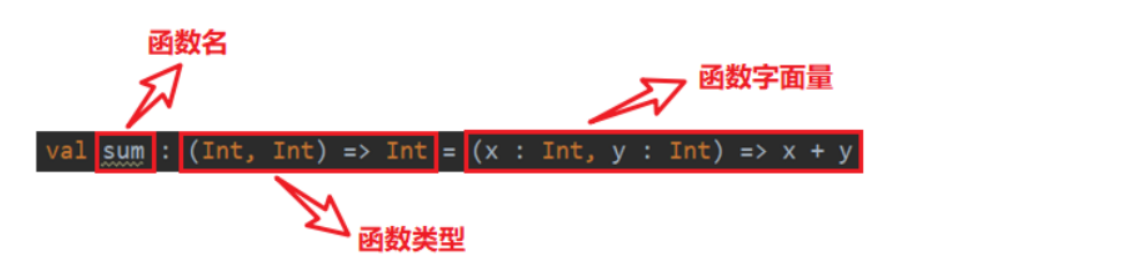 函数名
函数字面量
val sum : (Int, Int) => Int = (x : Int, y : Int) => x + y
函数类型